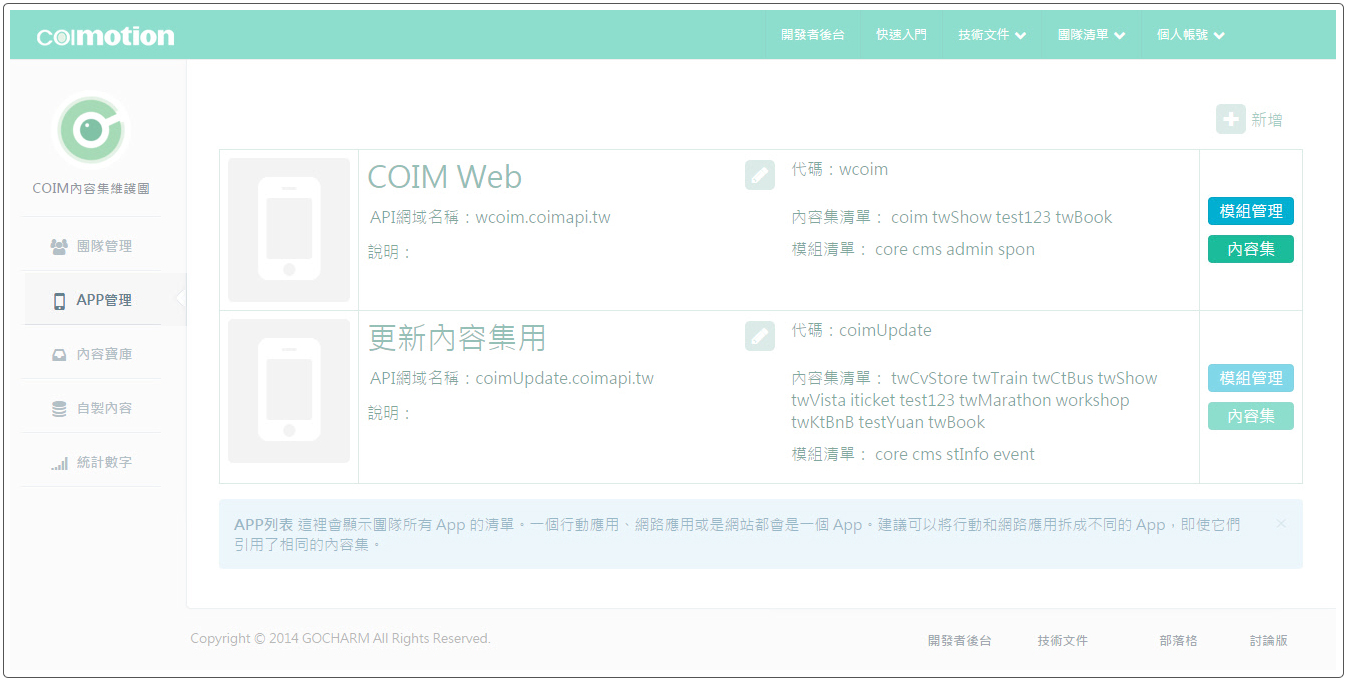 COIMotion
開發者後台 快速入門 技術文件 團隊清單 個人帳號
COIM內容集維護團
團隊管理
APP管理
內容寶庫
自製內容
統計數字
新增
COIM Web
API網域名稱：wcoim.coimapi.tw
說明：
代碼：wcoim
內容集清單： coim twShow test123 twBook
模組清單： core cms admin spon
模組管理
內容集
更新內容集用
API網域名稱：coimUpdate.coimapi.tw
說明：
代碼：coimUpdate
內容集清單： twCvStore twTrain twCtBus twShow
twVista iticket test123 twMarathon workshop
twKtBnB testYuan twBook
模組清單： core cms stInfo event
模組管理
內容集
APP列表 這裡會顯示團隊所有 App 的清單。一個行動應用、網路應用或是網站都會是一個 App。建議可以將行動和網路應用拆成不同的 App，即使它們
引用了相同的內容集。
×
Copyright © 2014 GOCHARM All Rights Reserved.
開發者後台 技術文件 部落格 討論版